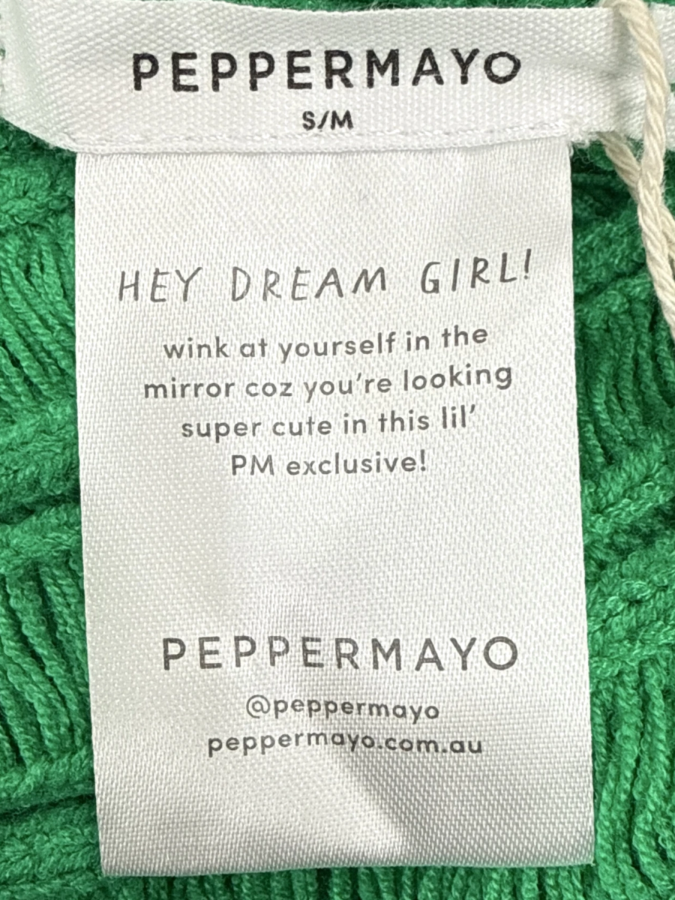 PEPPERMAYO
S/M
HEY DREAM GIRL!
wink at yourself in the
mirror coz you're looking
super cute in this lil'
PM exclusive!
PEPPERMAYO
@peppermayo
peppermayo.com.au